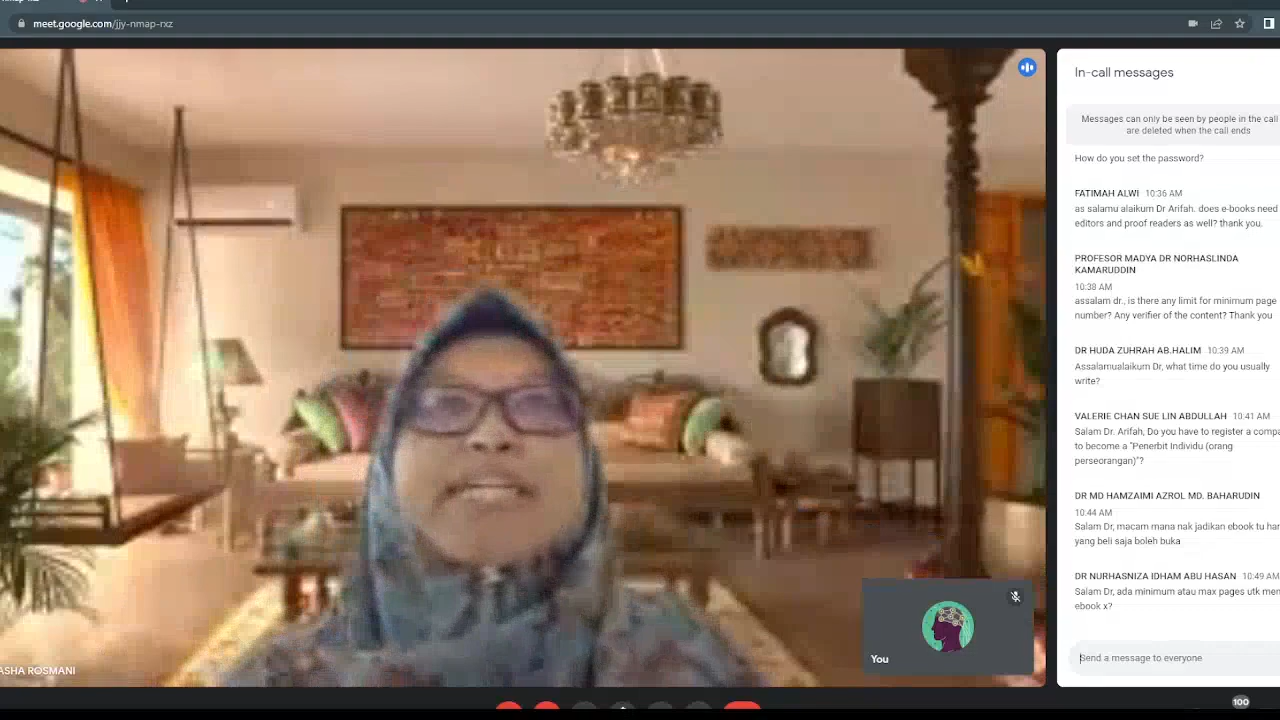 meet.google.com/jjy-nmap-rxz
In-call messages
Messages can only be seen by people in the call
are deleted when the call ends
How do you set the password?
FATIMAH ALWI 10:36 AM
as salamu alaikum Dr Arifah. does e-books need
editors and proof readers as well? thank you.
PROFESOR MADYA DR NORHASLINDA
KAMARUDDIN
10:38 AM
assalam dr., is there any limit for minimum page
number? Any verifier of the content? Thank you
DR HUDA ZUHRAH AB.HALIM 10:39 AM
Assalamualaikum Dr, what time do you usually
write?
VALERIE CHAN SUE LIN ABDULLAH 10:41 AM
Salam Dr. Arifah, Do you have to register a compa
to become a "Penerbit Individu (orang
perseorangan)"?
DR MD HAMZAIMI AZROL MD. BAHARUDIN
10:44 AM
Salam Dr, macam mana nak jadikan ebook tu han
yang beli saja boleh buka
DR NURHASNIZA IDHAM ABU HASAN 10:49 AM
Salam Dr, ada minimum atau max pages utk men
ebook x?
Send a message to everyone
You
ASHA ROSMANI
100